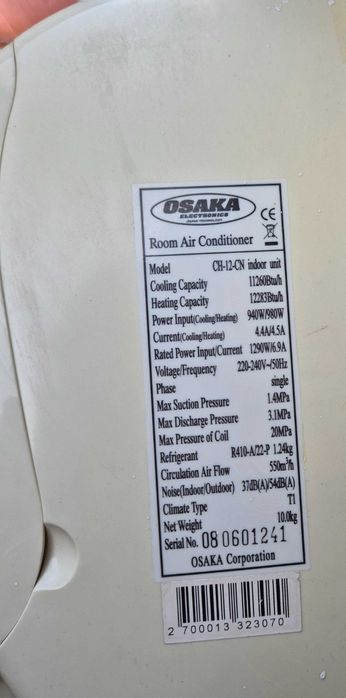 OSAKA
ELECTRONICS
JAPAN TECHNOLOGY
CE
Room Air Conditioner
Model CH-12-CN indoor unit
Cooling Capacity 11260Btu/h
Heating Capacity 12283Btu/h
Power Input(Cooling/Heating) 940W/980W
Current(Cooling/Heating) 4.4A/4.5A
Rated Power Input/Current 1290W/6.9A
Voltage/Frequency 220-240V~/50Hz
Phase single
Max Suction Pressure 1.4MPa
Max Discharge Pressure 3.1MPa
Max Pressure of Coil 20MPa
Refrigerant R410-A/22-P 1.24kg
Circulation Air Flow 550m³/h
Noise(Indoor/Outdoor) 37dB(A)/54dB(A)
Climate Type T1
Net Weight 10.0kg
Serial No. 080601241
OSAKA Corporation
2 700013 323070